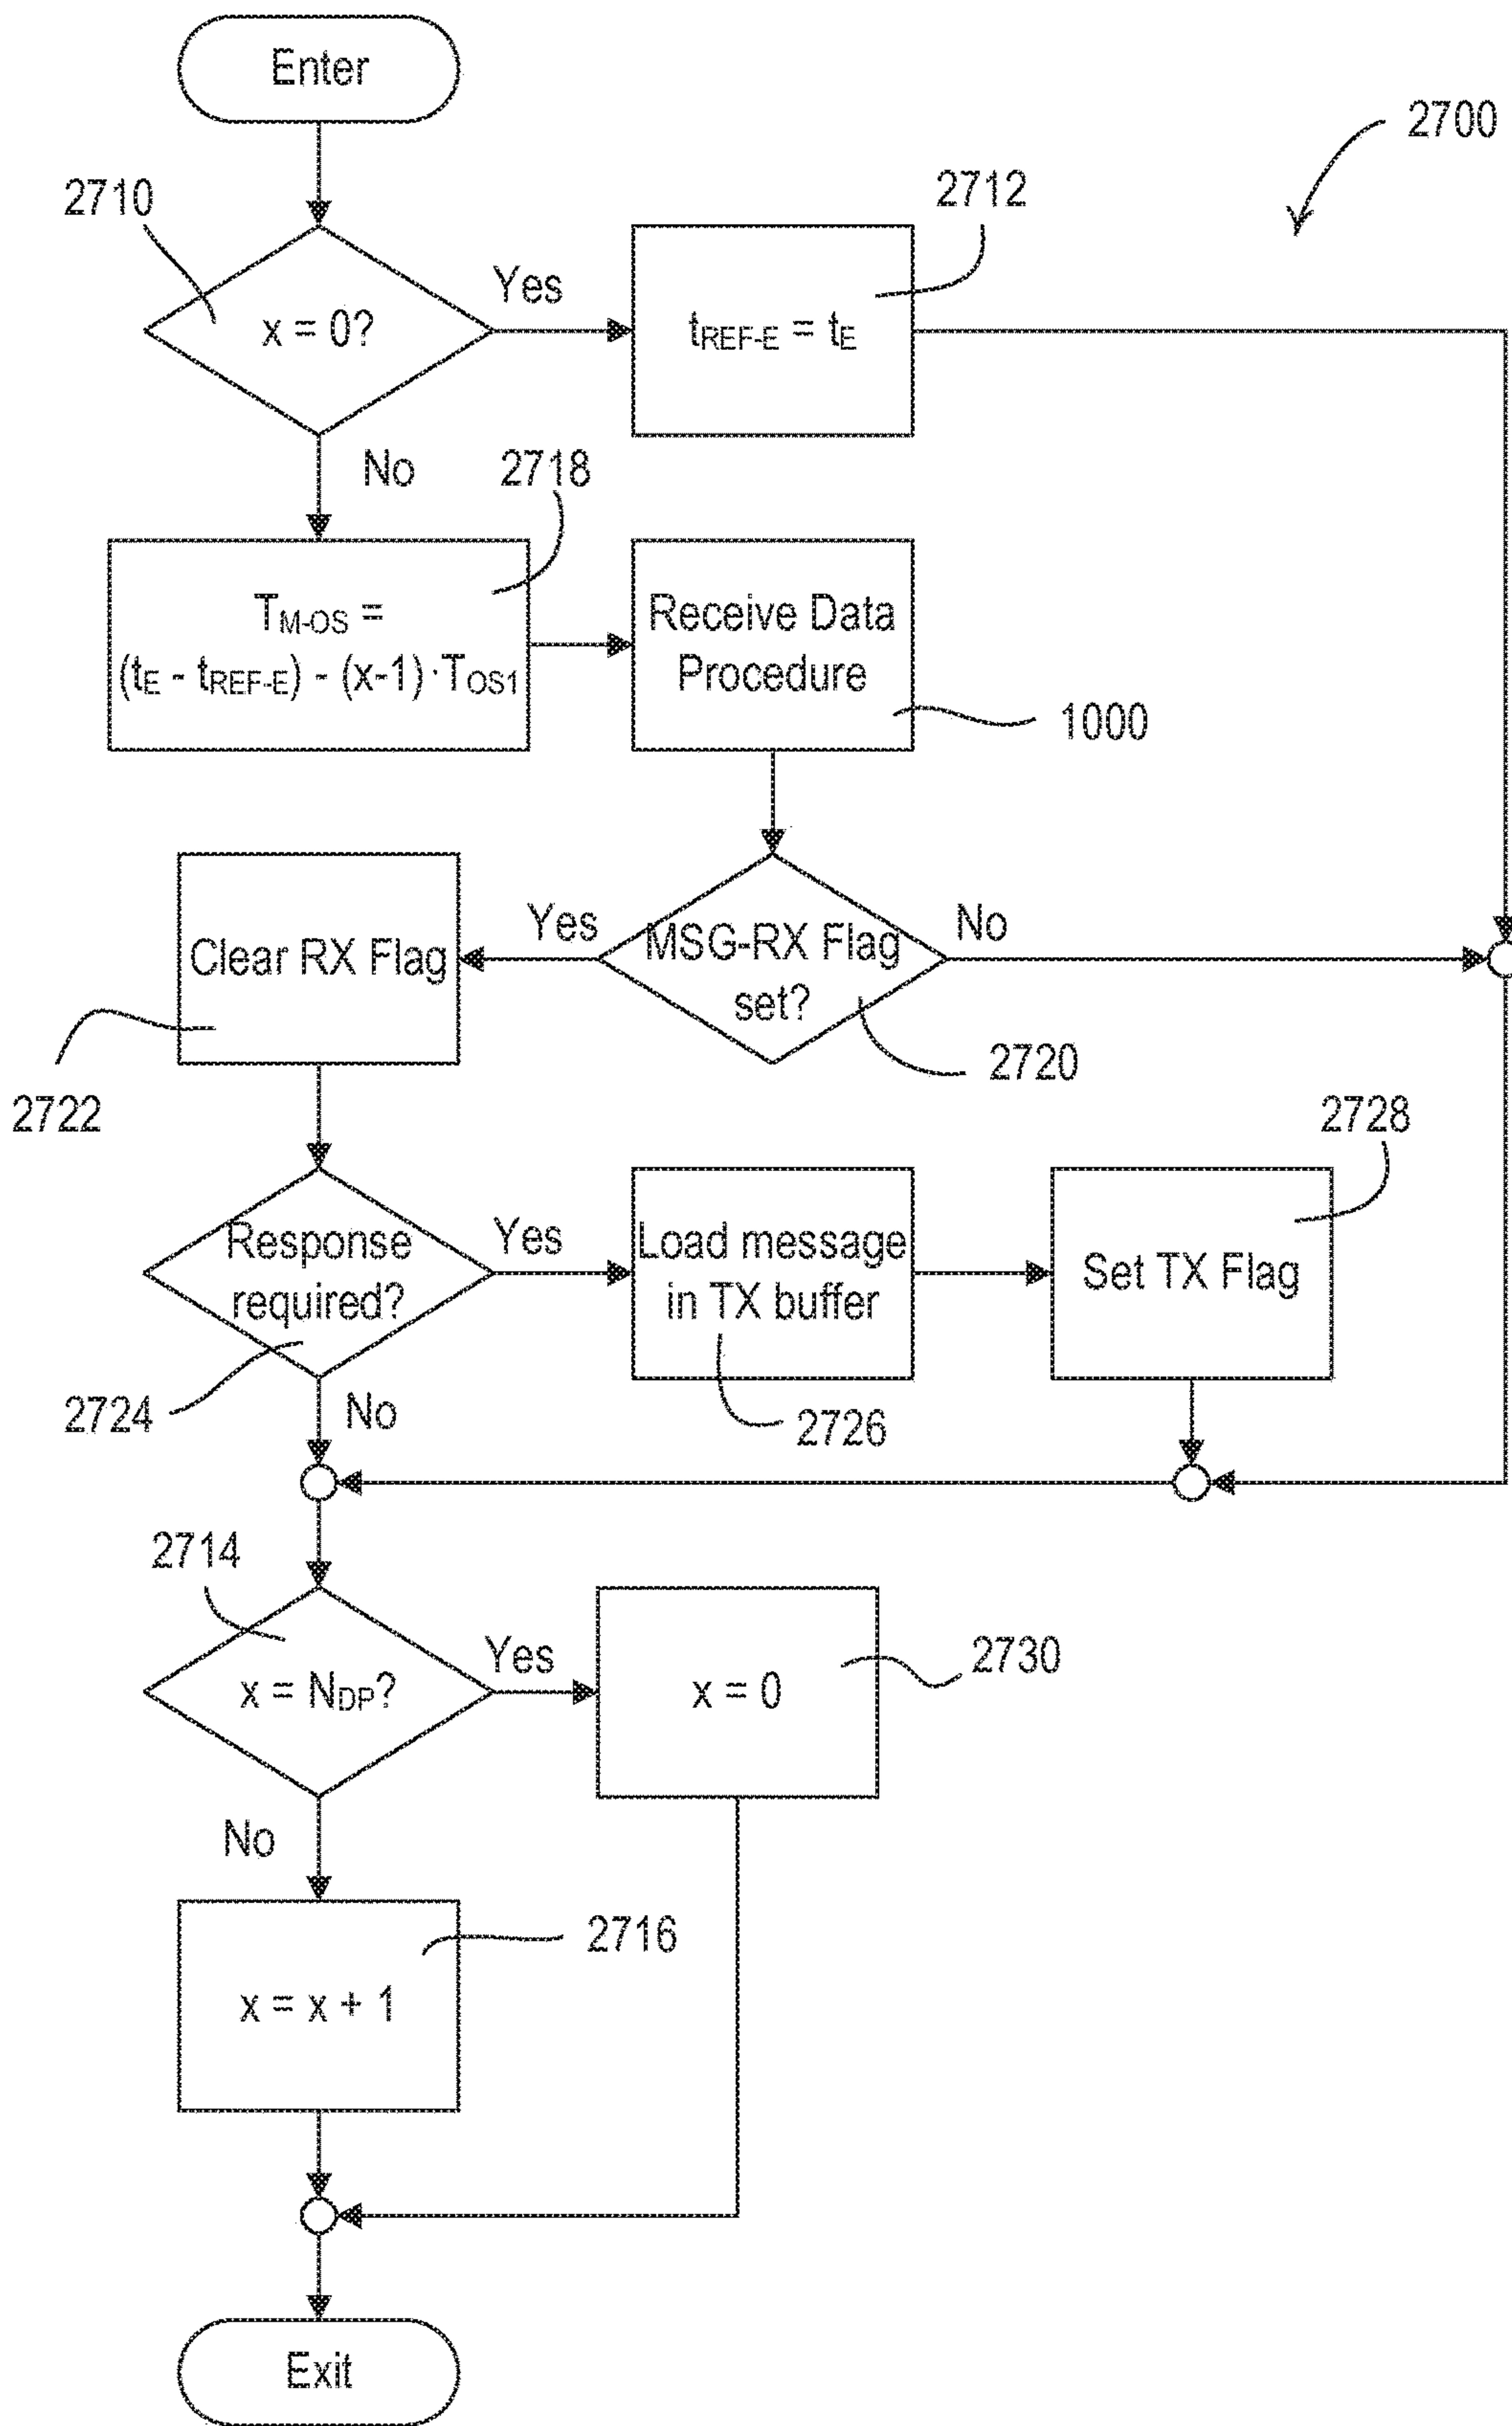 Enter
2700
2710
2712
x = 0?
Yes
tREF-E = tE
No
2718
TM-OS =
(tE - tREF-E) - (x-1)·TOS1
Receive Data
Procedure
1000
Clear RX Flag
Yes
MSG-RX Flag
set?
No
2720
2722
2728
Response
required?
Yes
Load message
in TX buffer
Set TX Flag
2724
No
2726
2714
x = NDP?
Yes
x = 0
2730
No
2716
x = x + 1
Exit